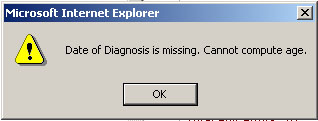 Microsoft Internet Explorer
Date of Diagnosis is missing. Cannot compute age.
OK